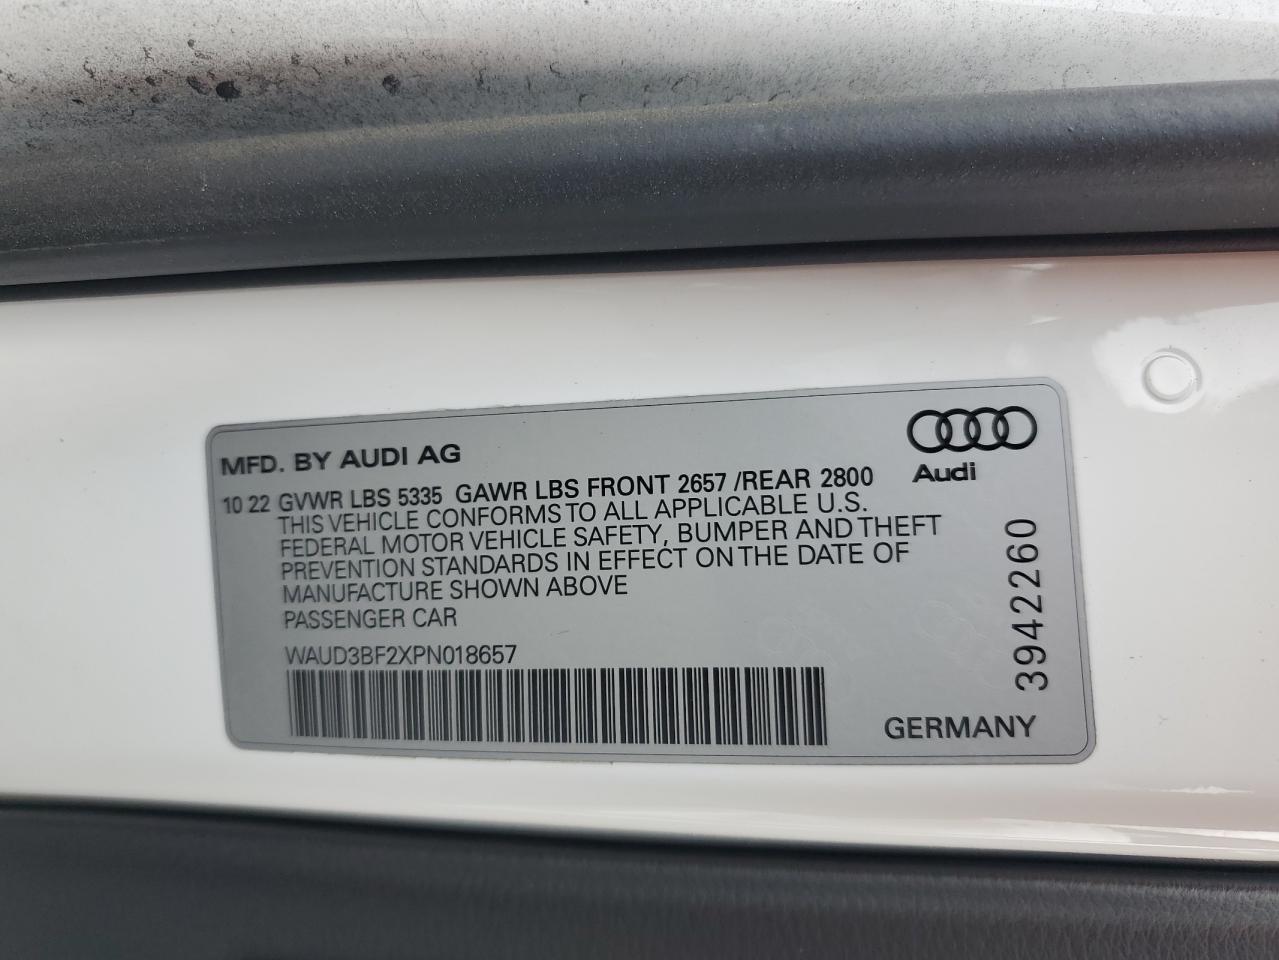 MFD. BY AUDI AG
Audi
10 22 GVWR LBS 5335 GAWR LBS FRONT 2657 /REAR 2800
THIS VEHICLE CONFORMS TO ALL APPLICABLE U.S.
FEDERAL MOTOR VEHICLE SAFETY, BUMPER AND THEFT
PREVENTION STANDARDS IN EFFECT ON THE DATE OF
MANUFACTURE SHOWN ABOVE
PASSENGER CAR
WAUD3BF2XPN018657
3942260
GERMANY